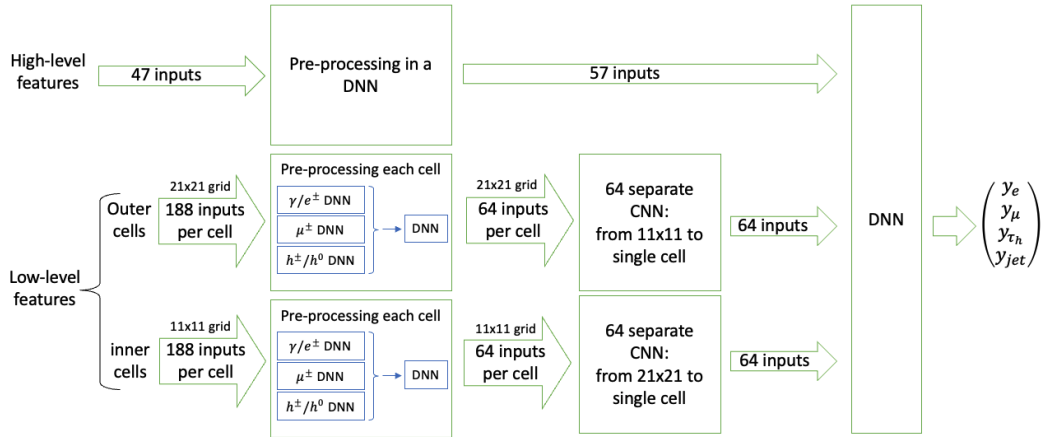 High-level
features
47 inputs
Pre-processing in a
DNN
57 inputs
Low-level
features
Outer
cells
21x21 grid
188 inputs
per cell
Pre-processing each cell
γ/e± DNN
μ± DNN
h±/h⁰ DNN
DNN
21x21 grid
64 inputs
per cell
64 separate
CNN:
from 11x11 to
single cell
64 inputs
inner
cells
11x11 grid
188 inputs
per cell
Pre-processing each cell
γ/e± DNN
μ± DNN
h±/h⁰ DNN
DNN
11x11 grid
64 inputs
per cell
64 separate
CNN:
from 21x21 to
single cell
64 inputs
DNN
y_e
y_μ
y_τ_h
y_jet